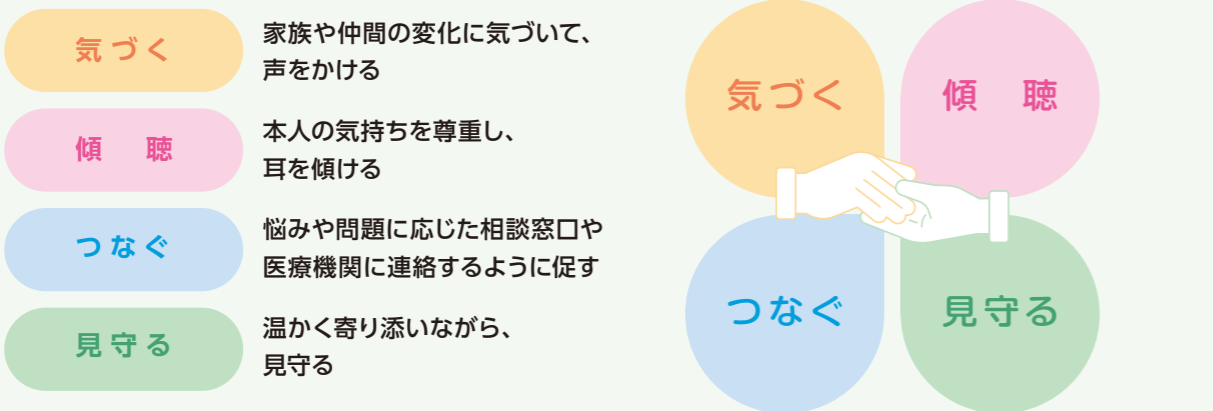 気づく
家族や仲間の変化に気づいて、
声をかける
傾 聴
本人の気持ちを尊重し、
耳を傾ける
つなぐ
悩みや問題に応じた相談窓口や
医療機関に連絡するように促す
見守る
温かく寄り添いながら、
見守る
気づく
傾 聴
つなぐ
見守る